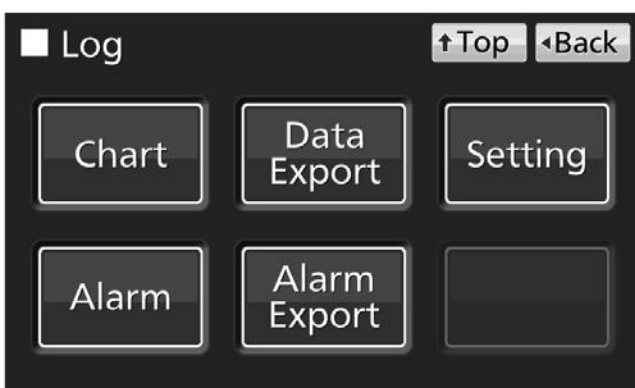 Log
↑Top
◂Back
Chart
Data
Export
Setting
Alarm
Alarm
Export